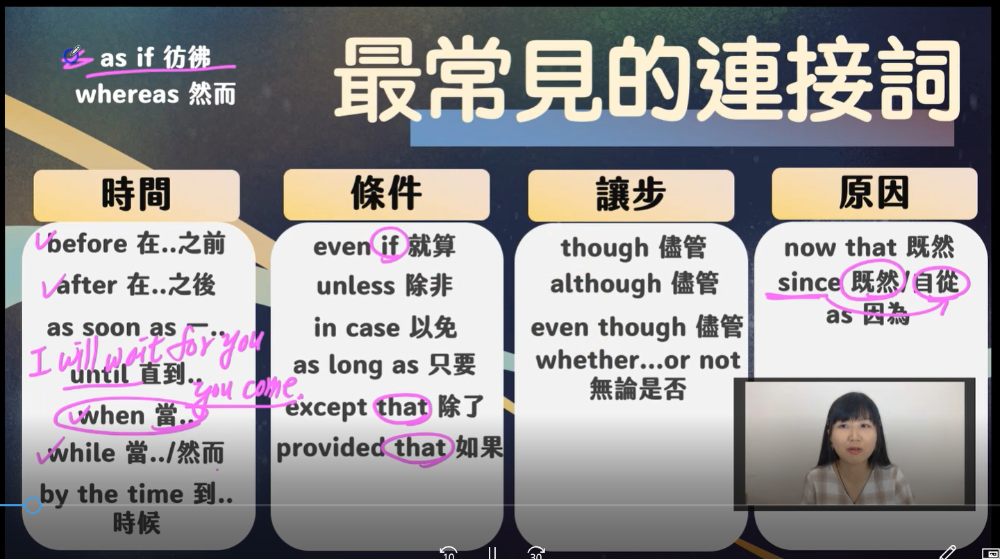 as if 彷彿
whereas 然而
最常見的連接詞
時間
before 在..之前
after 在..之後
as soon as 一..
I will wait for you
until 直到..
you come.
when 當..
while 當../然而
by the time 到..
時候
條件
even if 就算
unless 除非
in case 以免
as long as 只要
except that 除了
provided that 如果
讓步
though 儘管
although 儘管
even though 儘管
whether...or not
無論是否
原因
now that 既然
since 既然/自從
as 因為
10
30